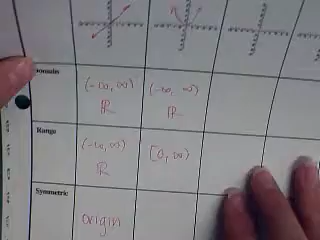 Domain
(-∞, ∞) (-∞, ∞)
ℝ ℝ
Range
(-∞, ∞) [0, ∞)
ℝ
Symmetric
origin